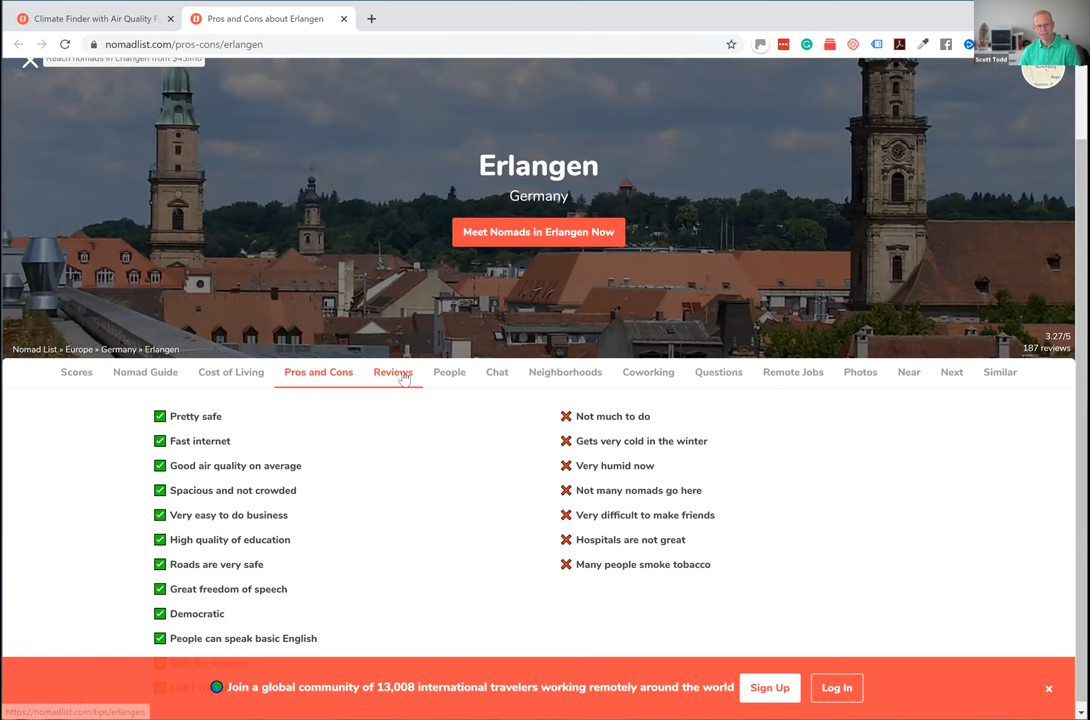 Climate Finder with Air Quality F
Pros and Cons about Erlangen
nomadlist.com/pros-cons/erlangen
Scott Todd
Reach nomads in Erlangen from
Nuremberg
Erlangen
Germany
Meet Nomads in Erlangen Now
Nomad List » Europe » Germany » Erlangen
3.27/5
187 reviews
Scores Nomad Guide Cost of Living Pros and Cons Reviews People Chat Neighborhoods Coworking Questions Remote Jobs Photos Near Next Similar
Pretty safe
Fast internet
Good air quality on average
Spacious and not crowded
Very easy to do business
High quality of education
Roads are very safe
Great freedom of speech
Democratic
People can speak basic English
Safe for women
LGBT
Not much to do
Gets very cold in the winter
Very humid now
Not many nomads go here
Very difficult to make friends
Hospitals are not great
Many people smoke tobacco
Join a global community of 13,008 international travelers working remotely around the world Sign Up Log In
https://nomadlist.com/tips/erlangen